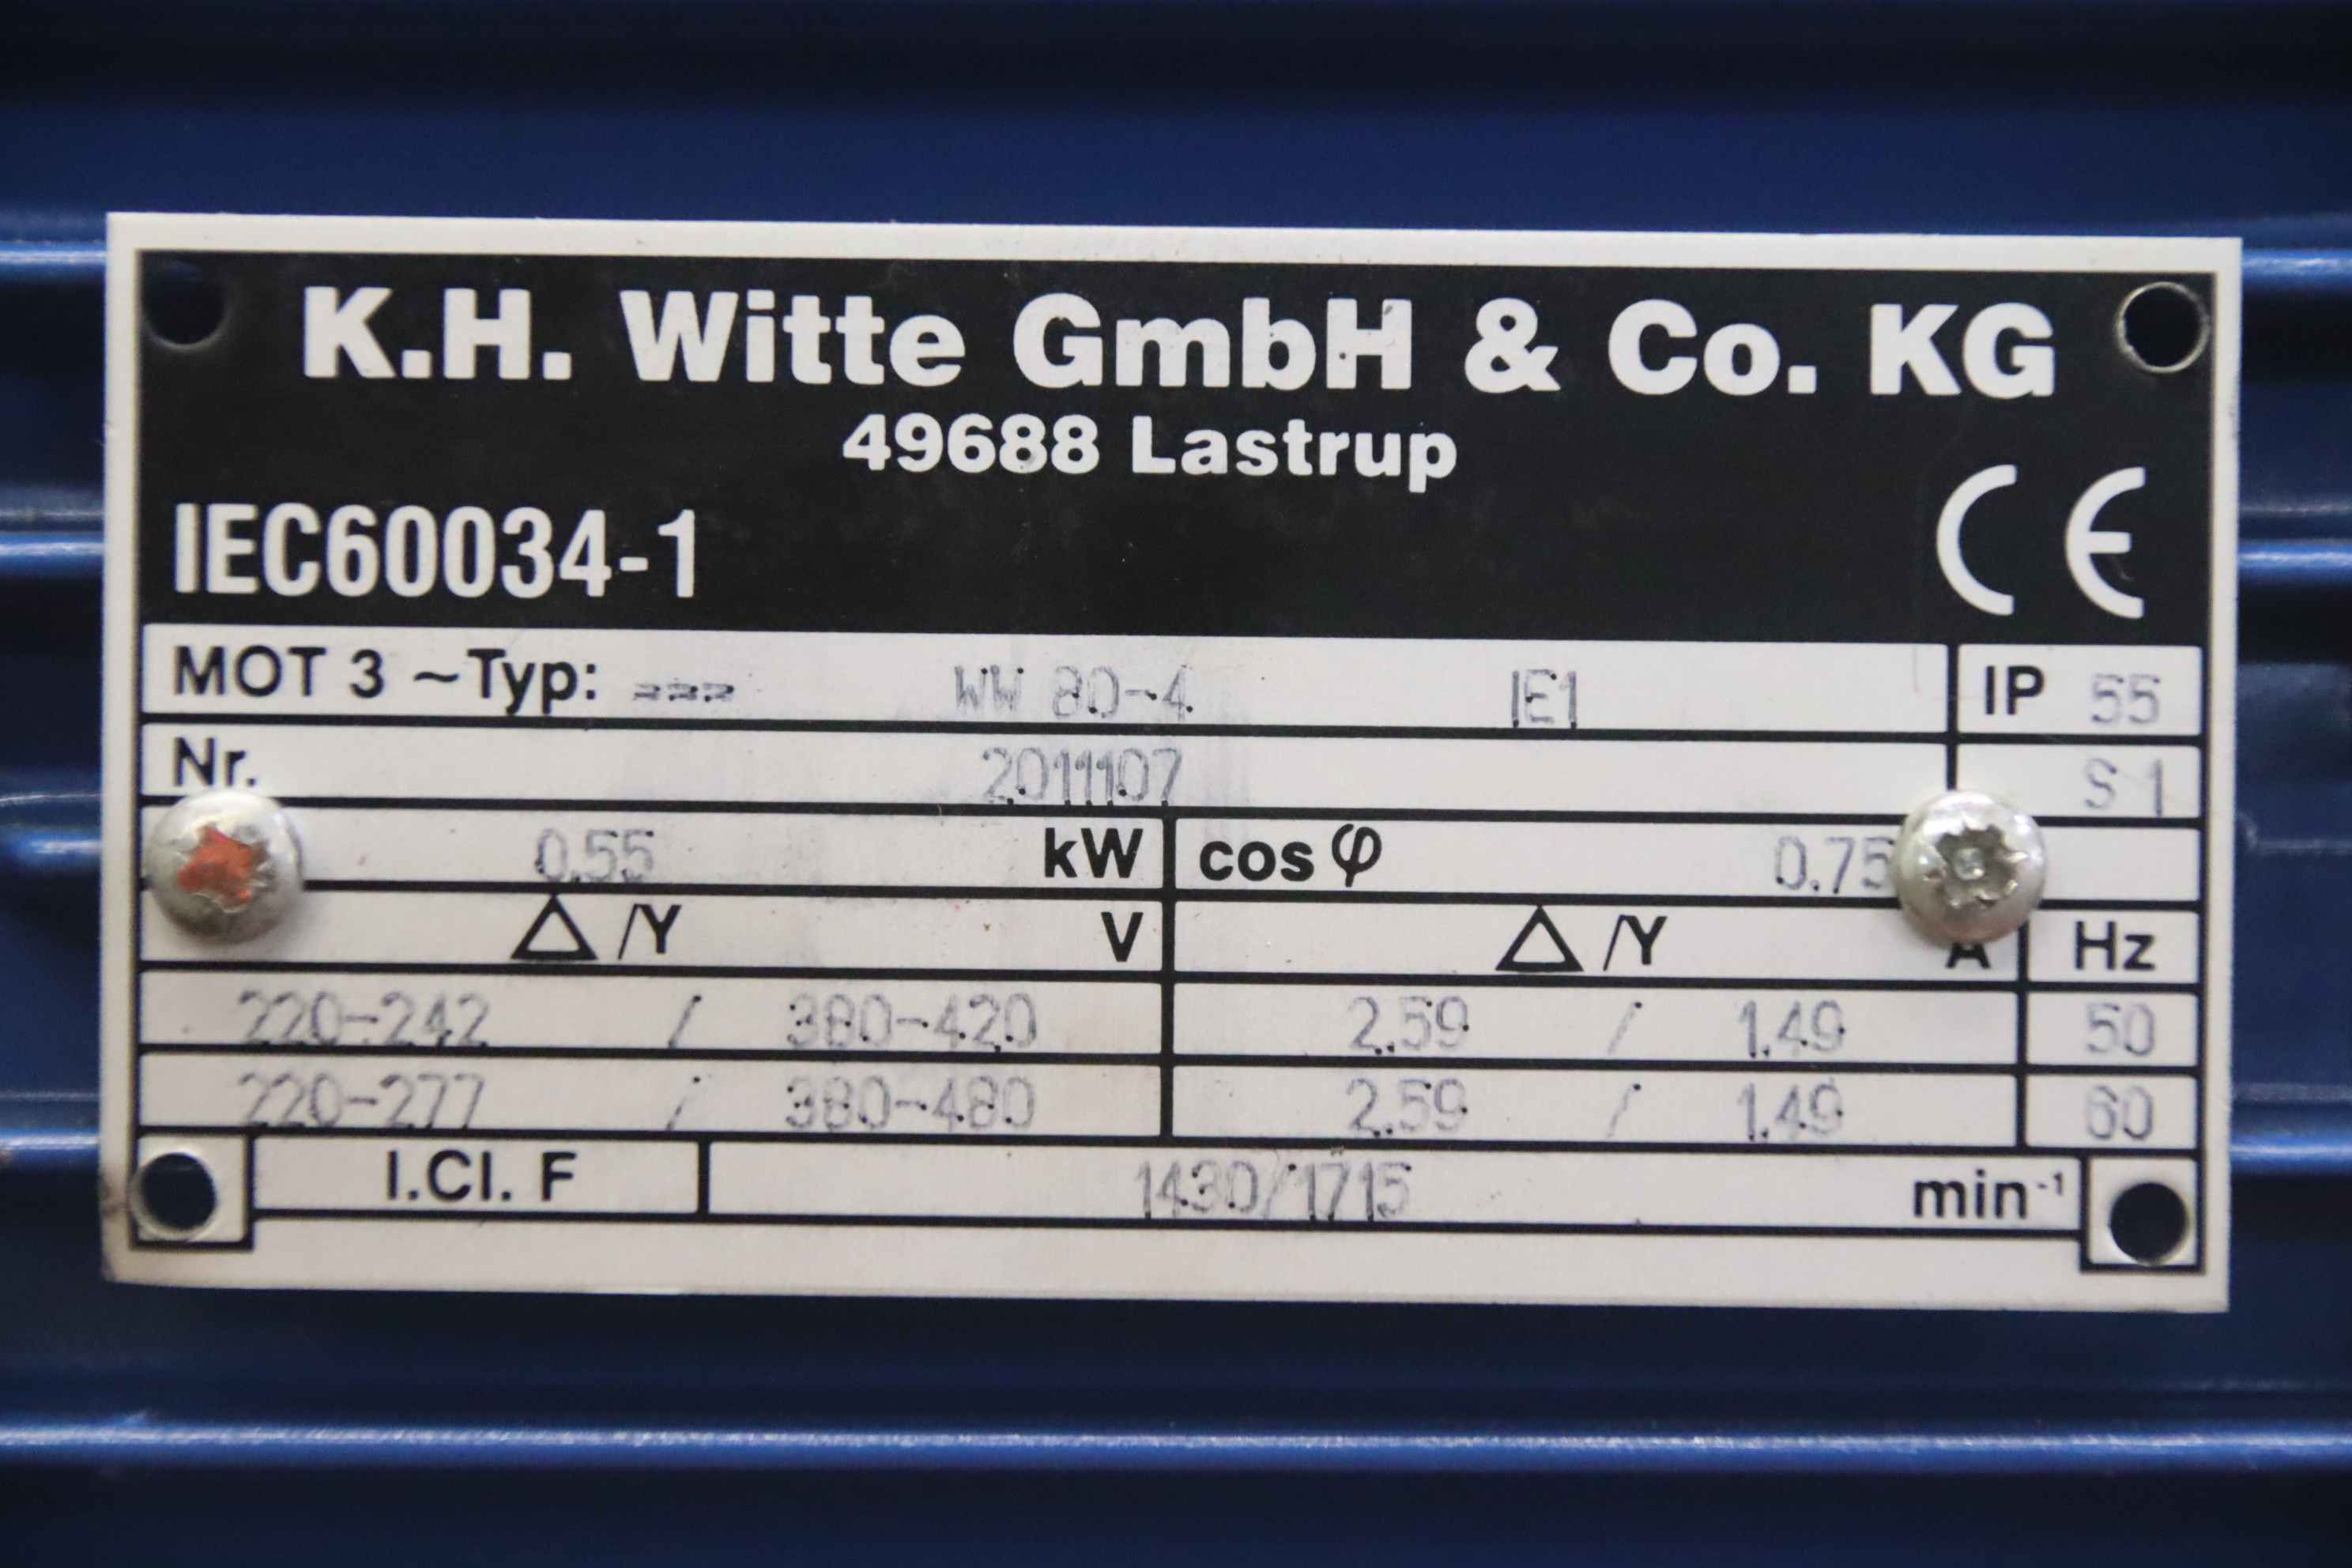 K.H. Witte GmbH & Co. KG
49688 Lastrup
IEC60034-1 CE
MOT 3 ~Typ: WW 80-4 IE1 IP 55
Nr. 2011107 S1
0.55 kW cos φ 0.75
△/Y V △/Y A Hz
220-242 / 380-420 2.59 / 1.49 50
220-277 / 380-480 2.59 / 1.49 60
I.Cl. F 1430/1715 min⁻¹